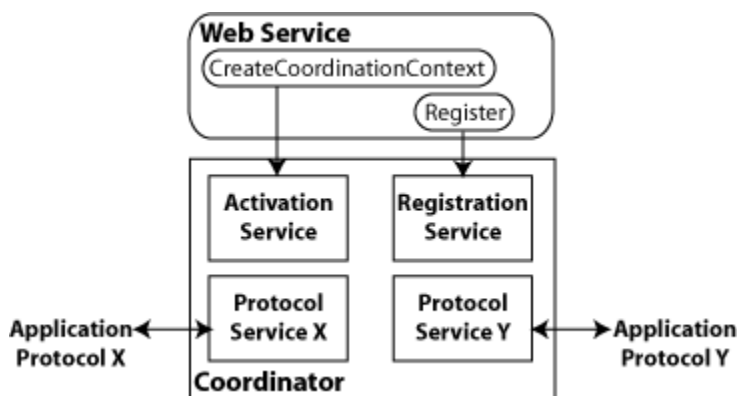 Web Service
CreateCoordinationContext
Register
Activation
Service
Registration
Service
Protocol
Service X
Protocol
Service Y
Application
Protocol X
Application
Protocol Y
Coordinator